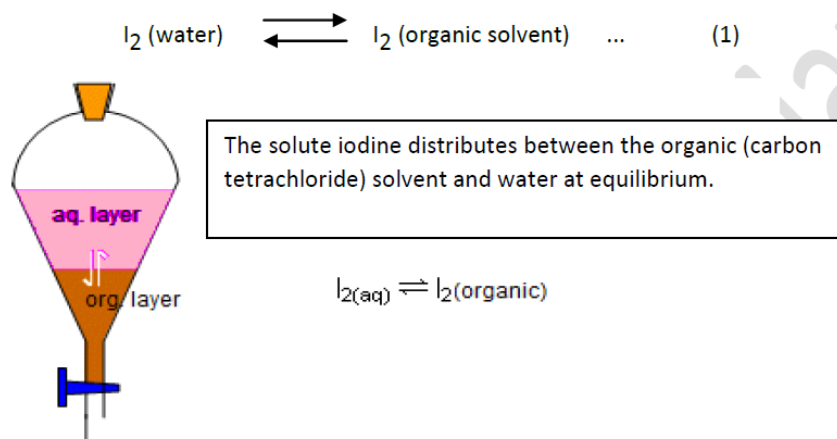 I2 (water) ⇌ I2 (organic solvent) ... (1)
The solute iodine distributes between the organic (carbon
tetrachloride) solvent and water at equilibrium.
aq. layer
org. layer
I2(aq) ⇌ I2(organic)